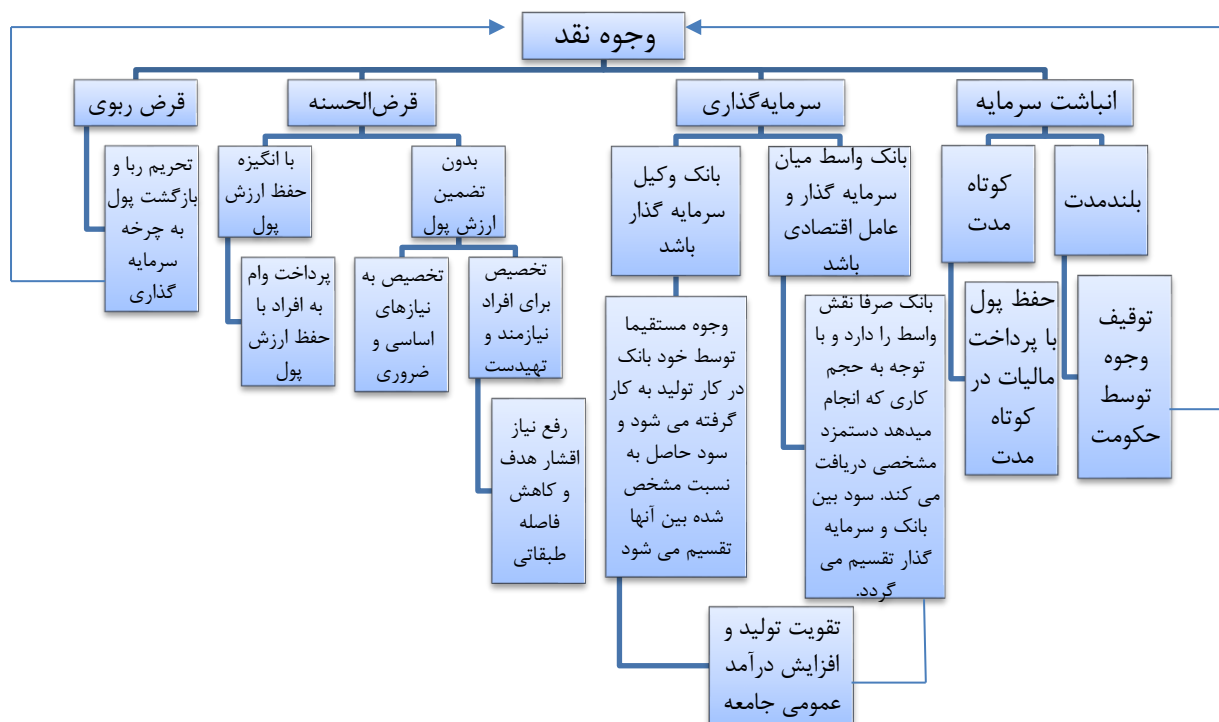 وجوه نقد
انباشت سرمایه
سرمایه‌گذاری
قرض‌الحسنه
قرض ربوی
بلندمدت
کوتاه
مدت
بانک واسط میان
سرمایه گذار و
عامل اقتصادی
باشد
بانک وکیل
سرمایه گذار
باشد
بدون
تضمین
ارزش پول
با انگیزه
حفظ ارزش
پول
تحریم ربا و
بازگشت پول
به چرخه
سرمایه
گذاری
توقیف
وجوه
توسط
حکومت
حفظ پول
با پرداخت
مالیات در
کوتاه
مدت
بانک صرفا نقش
واسط را دارد و با
توجه به حجم
کاری که انجام
میدهد دستمزد
مشخصی دریافت
می کند. سود بین
بانک و سرمایه
گذار تقسیم می
گردد.
وجوه مستقیما
توسط خود بانک
در کار تولید به کار
گرفته می شود و
سود حاصل به
نسبت مشخص
شده بین آنها
تقسیم می شود
تخصیص
برای افراد
نیازمند و
تهیدست
تخصیص به
نیازهای
اساسی و
ضروری
پرداخت وام
به افراد با
حفظ ارزش
پول
رفع نیاز
اقشار هدف
و کاهش
فاصله
طبقاتی
تقویت تولید و
افزایش درآمد
عمومی جامعه